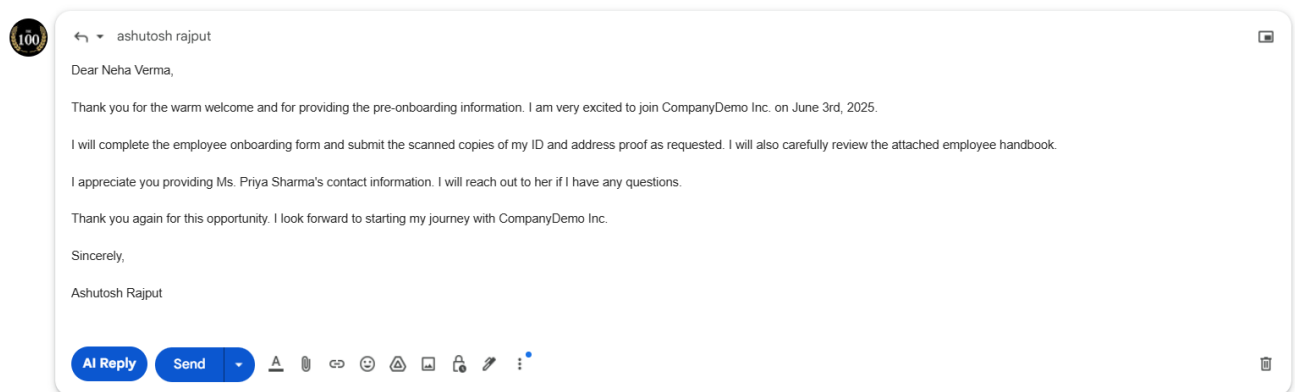 THE
100
ashutosh rajput
Dear Neha Verma,
Thank you for the warm welcome and for providing the pre-onboarding information. I am very excited to join CompanyDemo Inc. on June 3rd, 2025.
I will complete the employee onboarding form and submit the scanned copies of my ID and address proof as requested. I will also carefully review the attached employee handbook.
I appreciate you providing Ms. Priya Sharma's contact information. I will reach out to her if I have any questions.
Thank you again for this opportunity. I look forward to starting my journey with CompanyDemo Inc.
Sincerely,
Ashutosh Rajput
AI Reply Send A